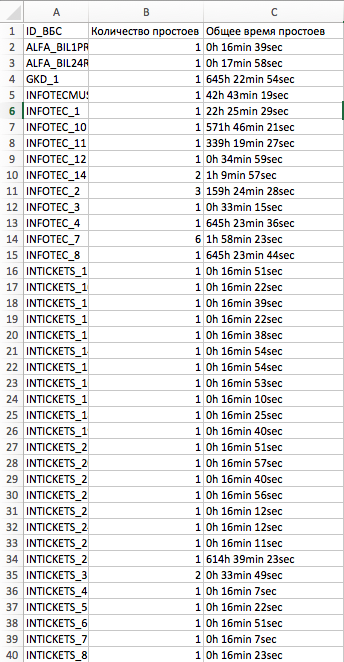 A B C
1 ID_ВБС Количество простоев Общее время простоев
2 ALFA_BIL1PR 1 0h 16min 39sec
3 ALFA_BIL24R 1 0h 17min 58sec
4 GKD_1 1 645h 22min 54sec
5 INFOTECMUS 1 42h 43min 19sec
6 INFOTEC_1 1 22h 25min 29sec
7 INFOTEC_10 1 571h 46min 21sec
8 INFOTEC_11 1 339h 19min 27sec
9 INFOTEC_12 1 0h 34min 59sec
10 INFOTEC_14 2 1h 9min 57sec
11 INFOTEC_2 3 159h 24min 28sec
12 INFOTEC_3 1 0h 33min 15sec
13 INFOTEC_4 1 645h 23min 36sec
14 INFOTEC_7 6 1h 58min 23sec
15 INFOTEC_8 1 645h 23min 44sec
16 INTICKETS_1 1 0h 16min 51sec
17 INTICKETS_1 1 0h 16min 22sec
18 INTICKETS_1 1 0h 16min 39sec
19 INTICKETS_1 1 0h 16min 22sec
20 INTICKETS_1 1 0h 16min 38sec
21 INTICKETS_1 1 0h 16min 54sec
22 INTICKETS_1 1 0h 16min 54sec
23 INTICKETS_1 1 0h 16min 53sec
24 INTICKETS_1 1 0h 16min 10sec
25 INTICKETS_1 1 0h 16min 25sec
26 INTICKETS_1 1 0h 16min 40sec
27 INTICKETS_2 1 0h 16min 51sec
28 INTICKETS_2 1 0h 16min 57sec
29 INTICKETS_2 1 0h 16min 40sec
30 INTICKETS_2 1 0h 16min 56sec
31 INTICKETS_2 1 0h 16min 12sec
32 INTICKETS_2 1 0h 16min 12sec
33 INTICKETS_2 1 0h 16min 11sec
34 INTICKETS_2 1 614h 39min 23sec
35 INTICKETS_3 2 0h 33min 49sec
36 INTICKETS_4 1 0h 16min 7sec
37 INTICKETS_5 1 0h 16min 22sec
38 INTICKETS_6 1 0h 16min 51sec
39 INTICKETS_7 1 0h 16min 7sec
40 INTICKETS_8 1 0h 16min 23sec